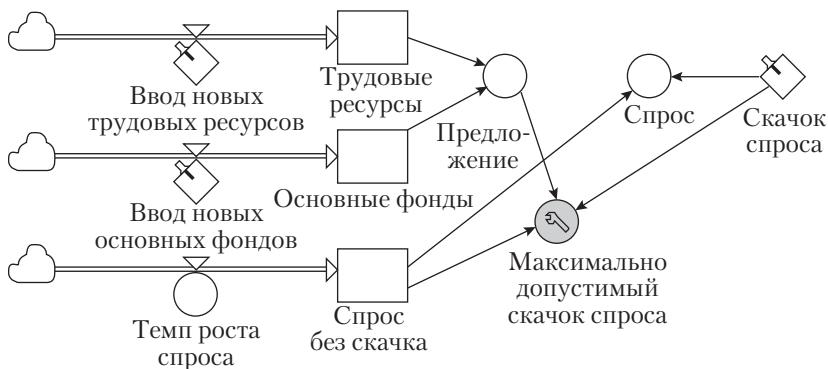 Трудовые
ресурсы
Ввод новых
трудовых ресурсов
Предло-
жение
Спрос
Скачок
спроса
Основные фонды
Ввод новых
основных фондов
Максимально
допустимый
скачок спроса
Спрос
без скачка
Темп роста
спроса